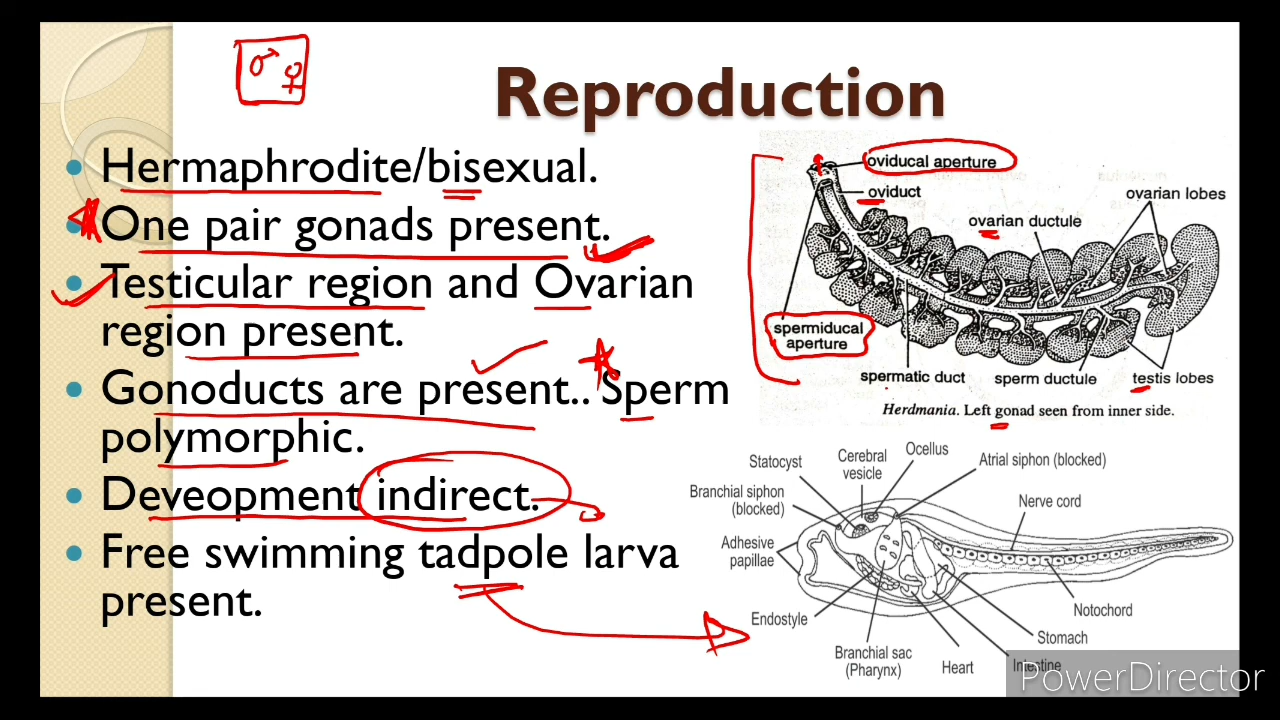 Reproduction
Hermaphrodite/bisexual.
One pair gonads present.
Testicular region and Ovarian
region present.
Gonoducts are present.. Sperm
polymorphic.
Deveopment indirect.
Free swimming tadpole larva
present.
oviducal aperture
oviduct
ovarian ductule
ovarian lobes
spermiducal
aperture
spermatic duct
sperm ductule
testis lobes
Herdmania. Left gonad seen from inner side.
Statocyst
Cerebral
vesicle
Ocellus
Atrial siphon (blocked)
Branchial siphon
(blocked)
Nerve cord
Adhesive
papillae
Endostyle
Branchial sac
(Pharynx)
Heart
Intestine
Stomach
Notochord
PowerDirector